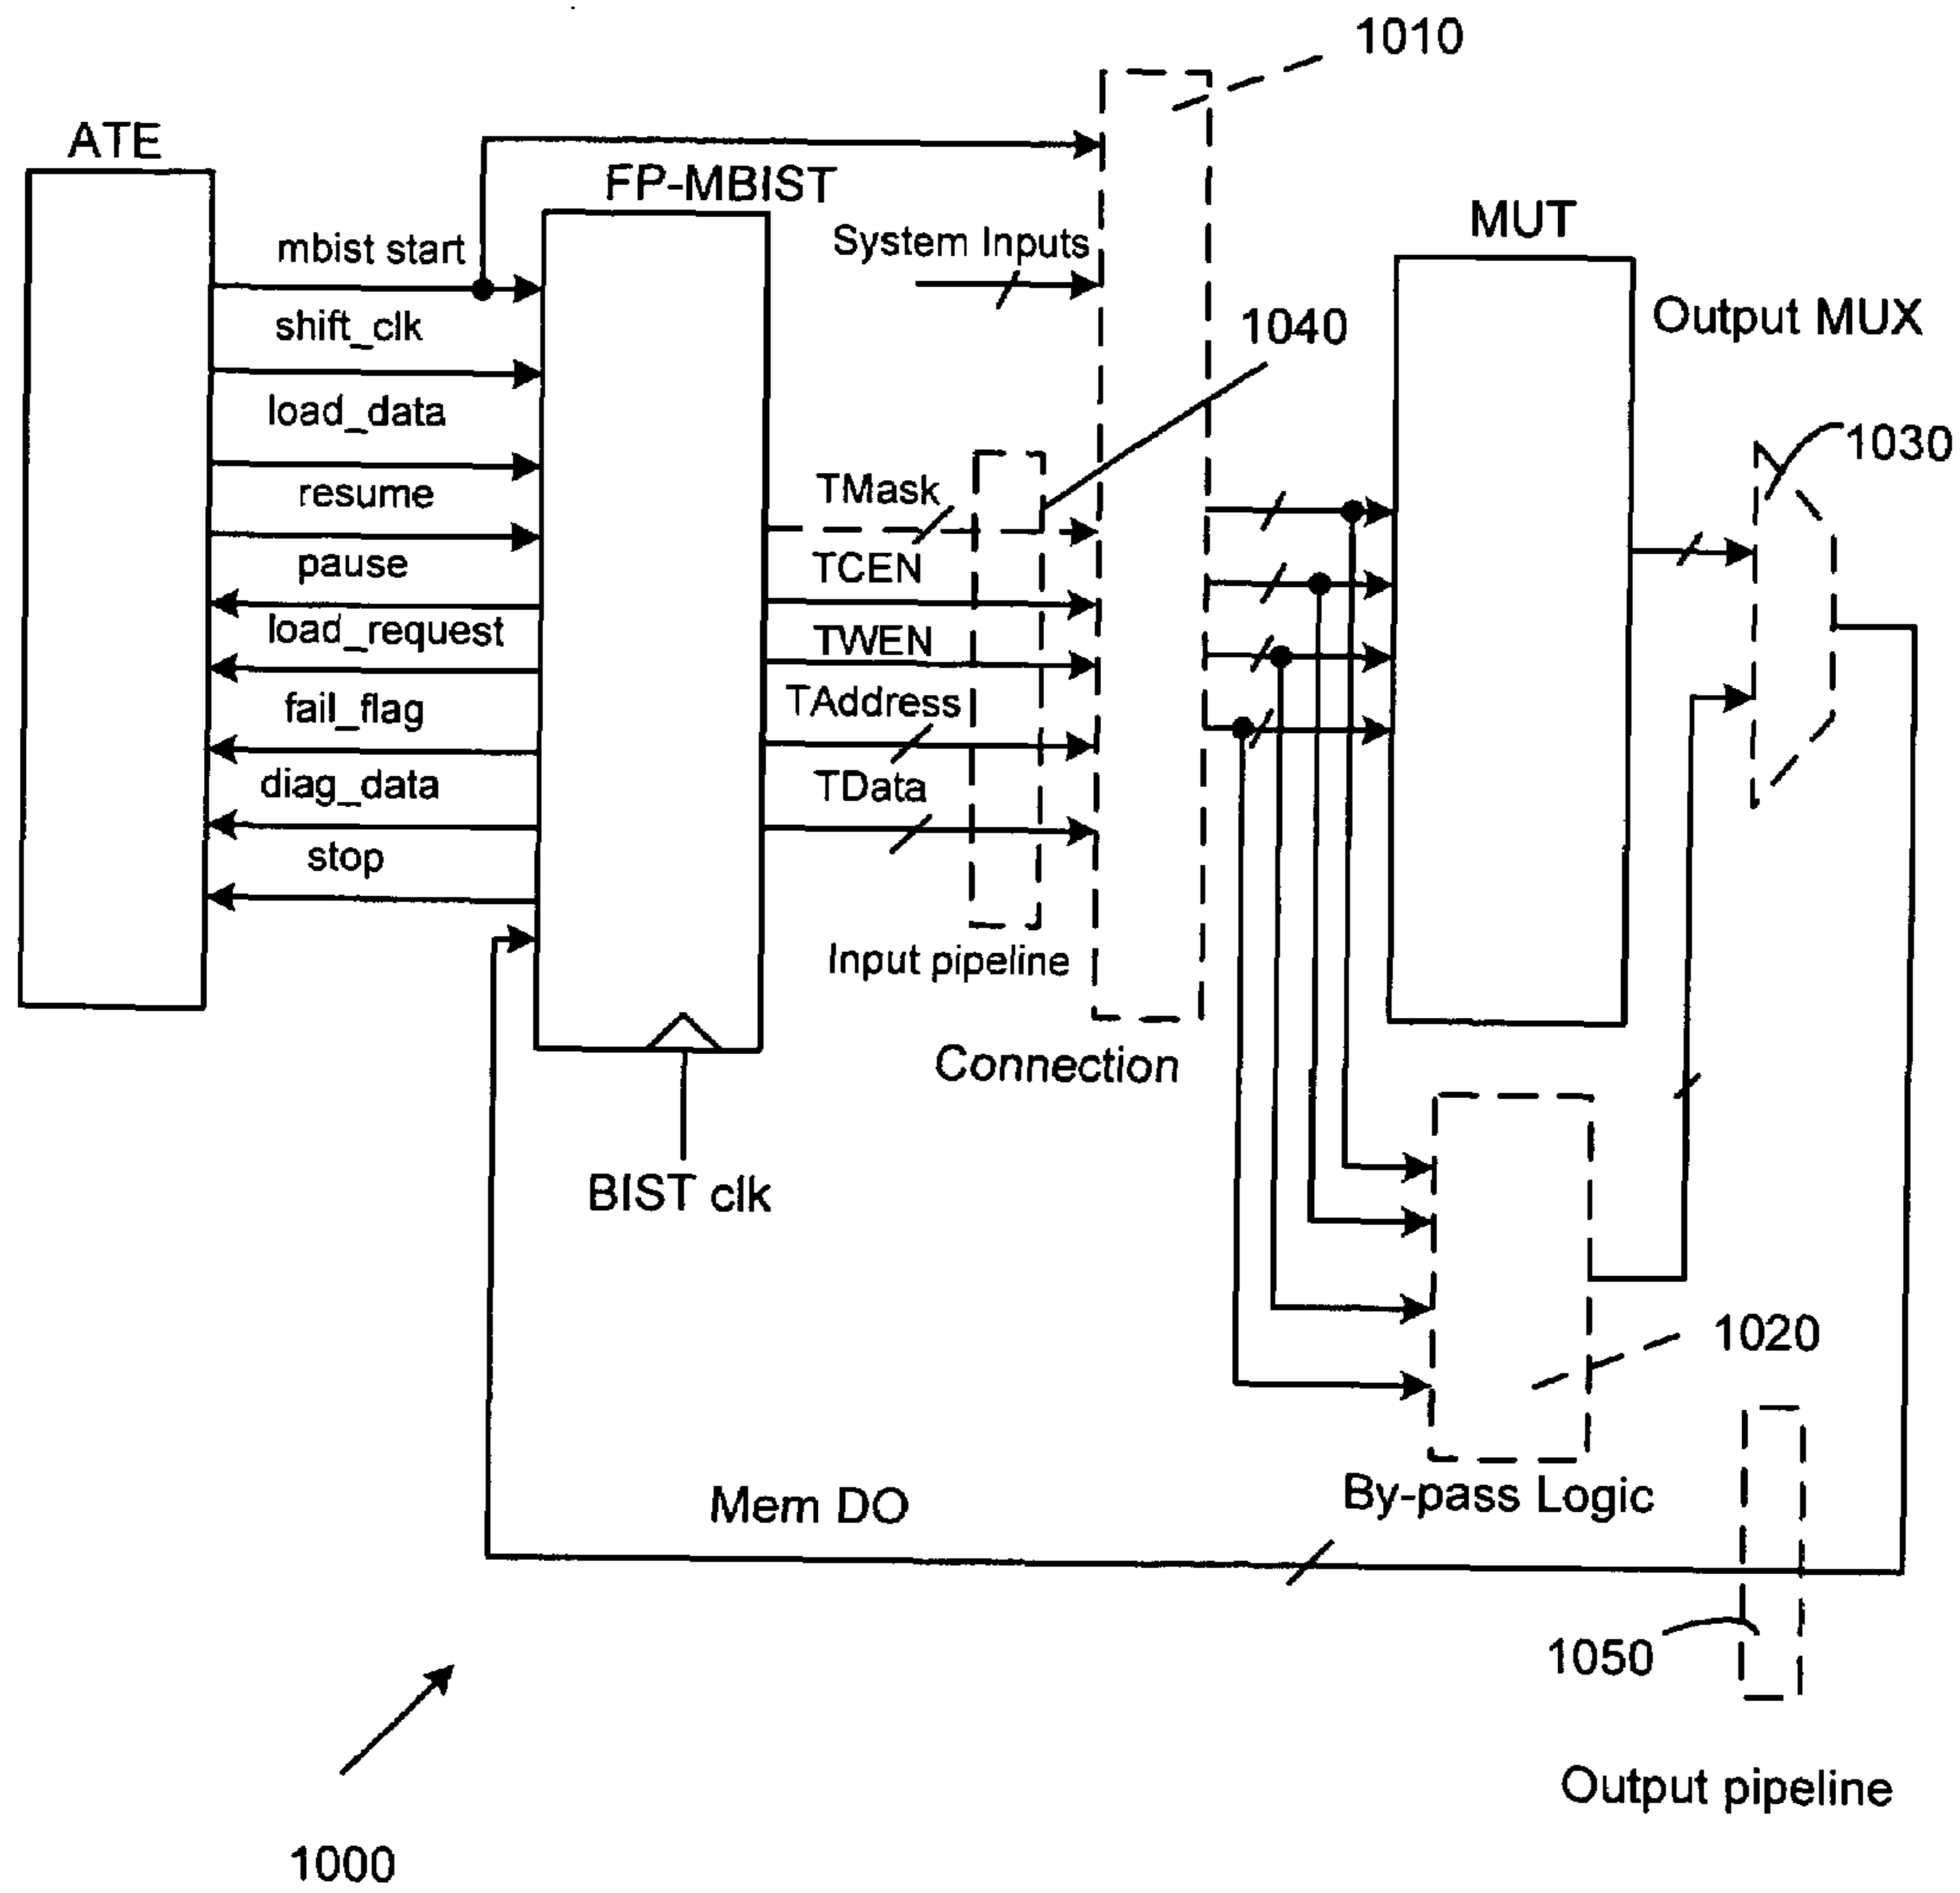 1010
ATE
FP-MBIST
MUT
mbist start
System Inputs
Output MUX
shift_clk
1040
load_data
1030
resume
TMask
pause
TCEN
load_request
TWEN
fail_flag
TAddress
diag_data
TData
stop
Input pipeline
Connection
BIST clk
1020
By-pass Logic
Mem DO
1050
Output pipeline
1000